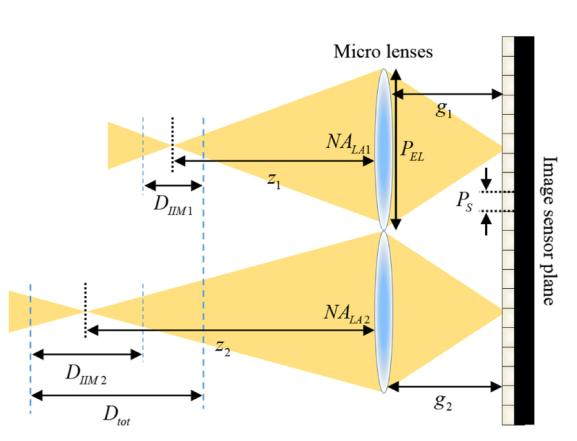 Micro lenses
g1
NALA1
PEL
z1
DIIM1
PS
Image sensor plane
NALA2
z2
DIIM2
g2
Dtot